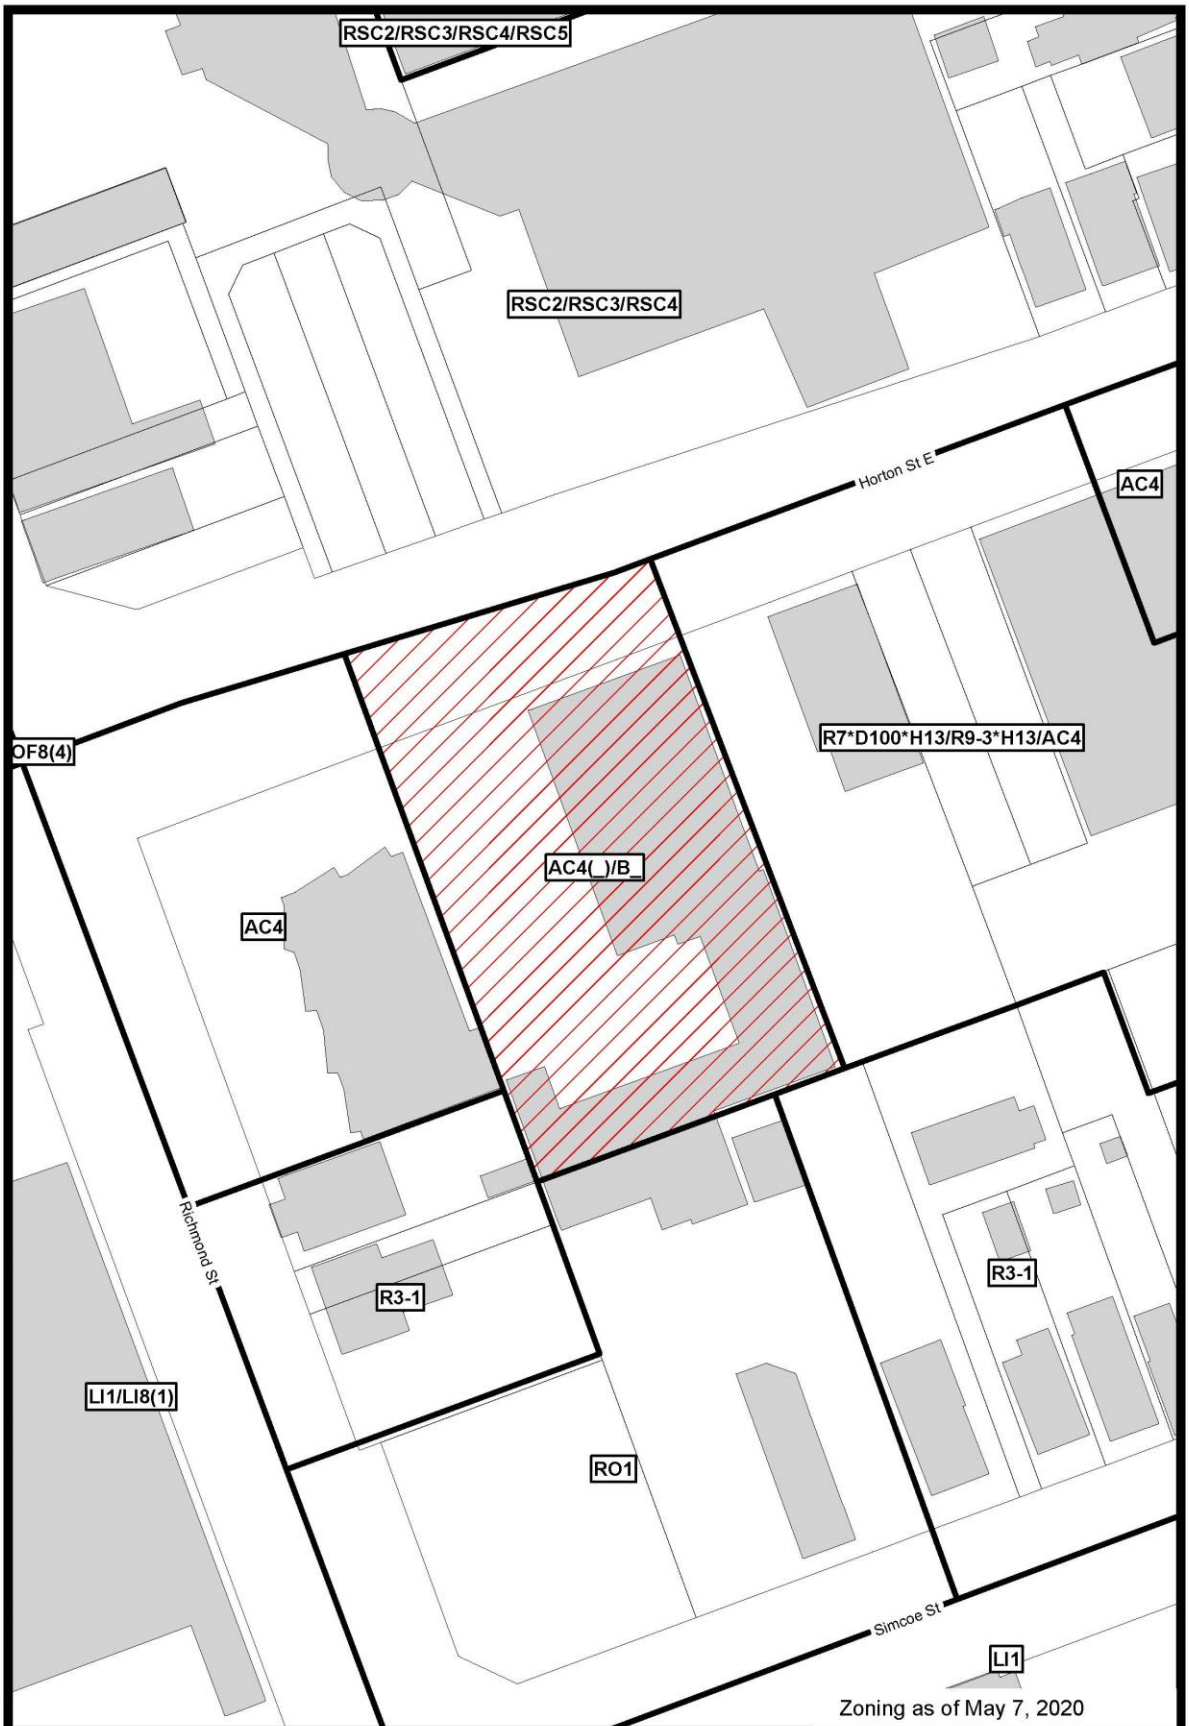 RSC2/RSC3/RSC4/RSC5
RSC2/RSC3/RSC4
Horton St E
AC4
OF8(4)
R7*D100*H13/R9-3*H13/AC4
AC4(_)/B_
AC4
Richmond St
R3-1
R3-1
LI1/LI8(1)
RO1
Simcoe St
LI1
Zoning as of May 7, 2020